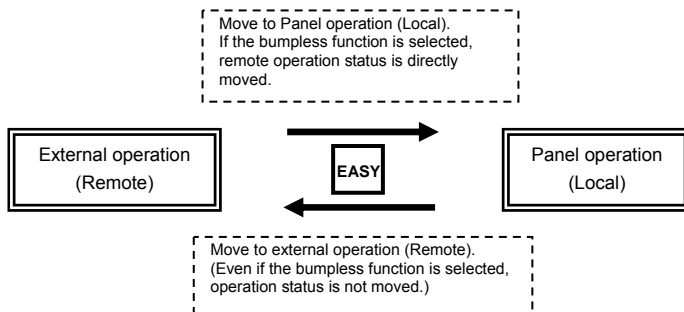 Move to Panel operation (Local).
If the bumpless function is selected,
remote operation status is directly
moved.
External operation
(Remote)
EASY
Panel operation
(Local)
Move to external operation (Remote).
(Even if the bumpless function is selected,
operation status is not moved.)